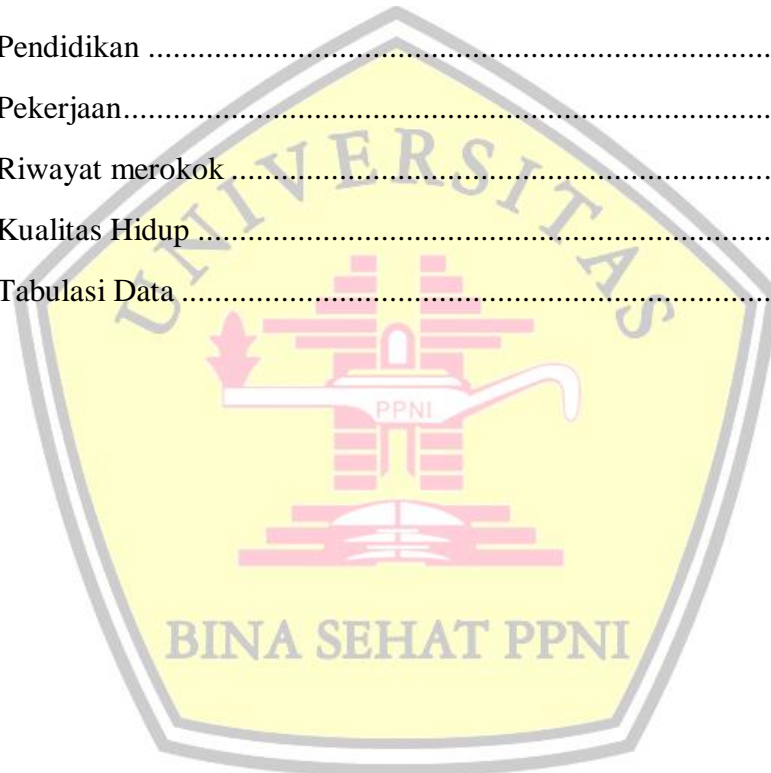 Pendidikan ........................................................................
Pekerjaan...........................................................................
Riwayat merokok ..............................................................
Kualitas Hidup ..................................................................
Tabulasi Data ....................................................................
UNIVERSITAS
PPNI
BINA SEHAT PPNI